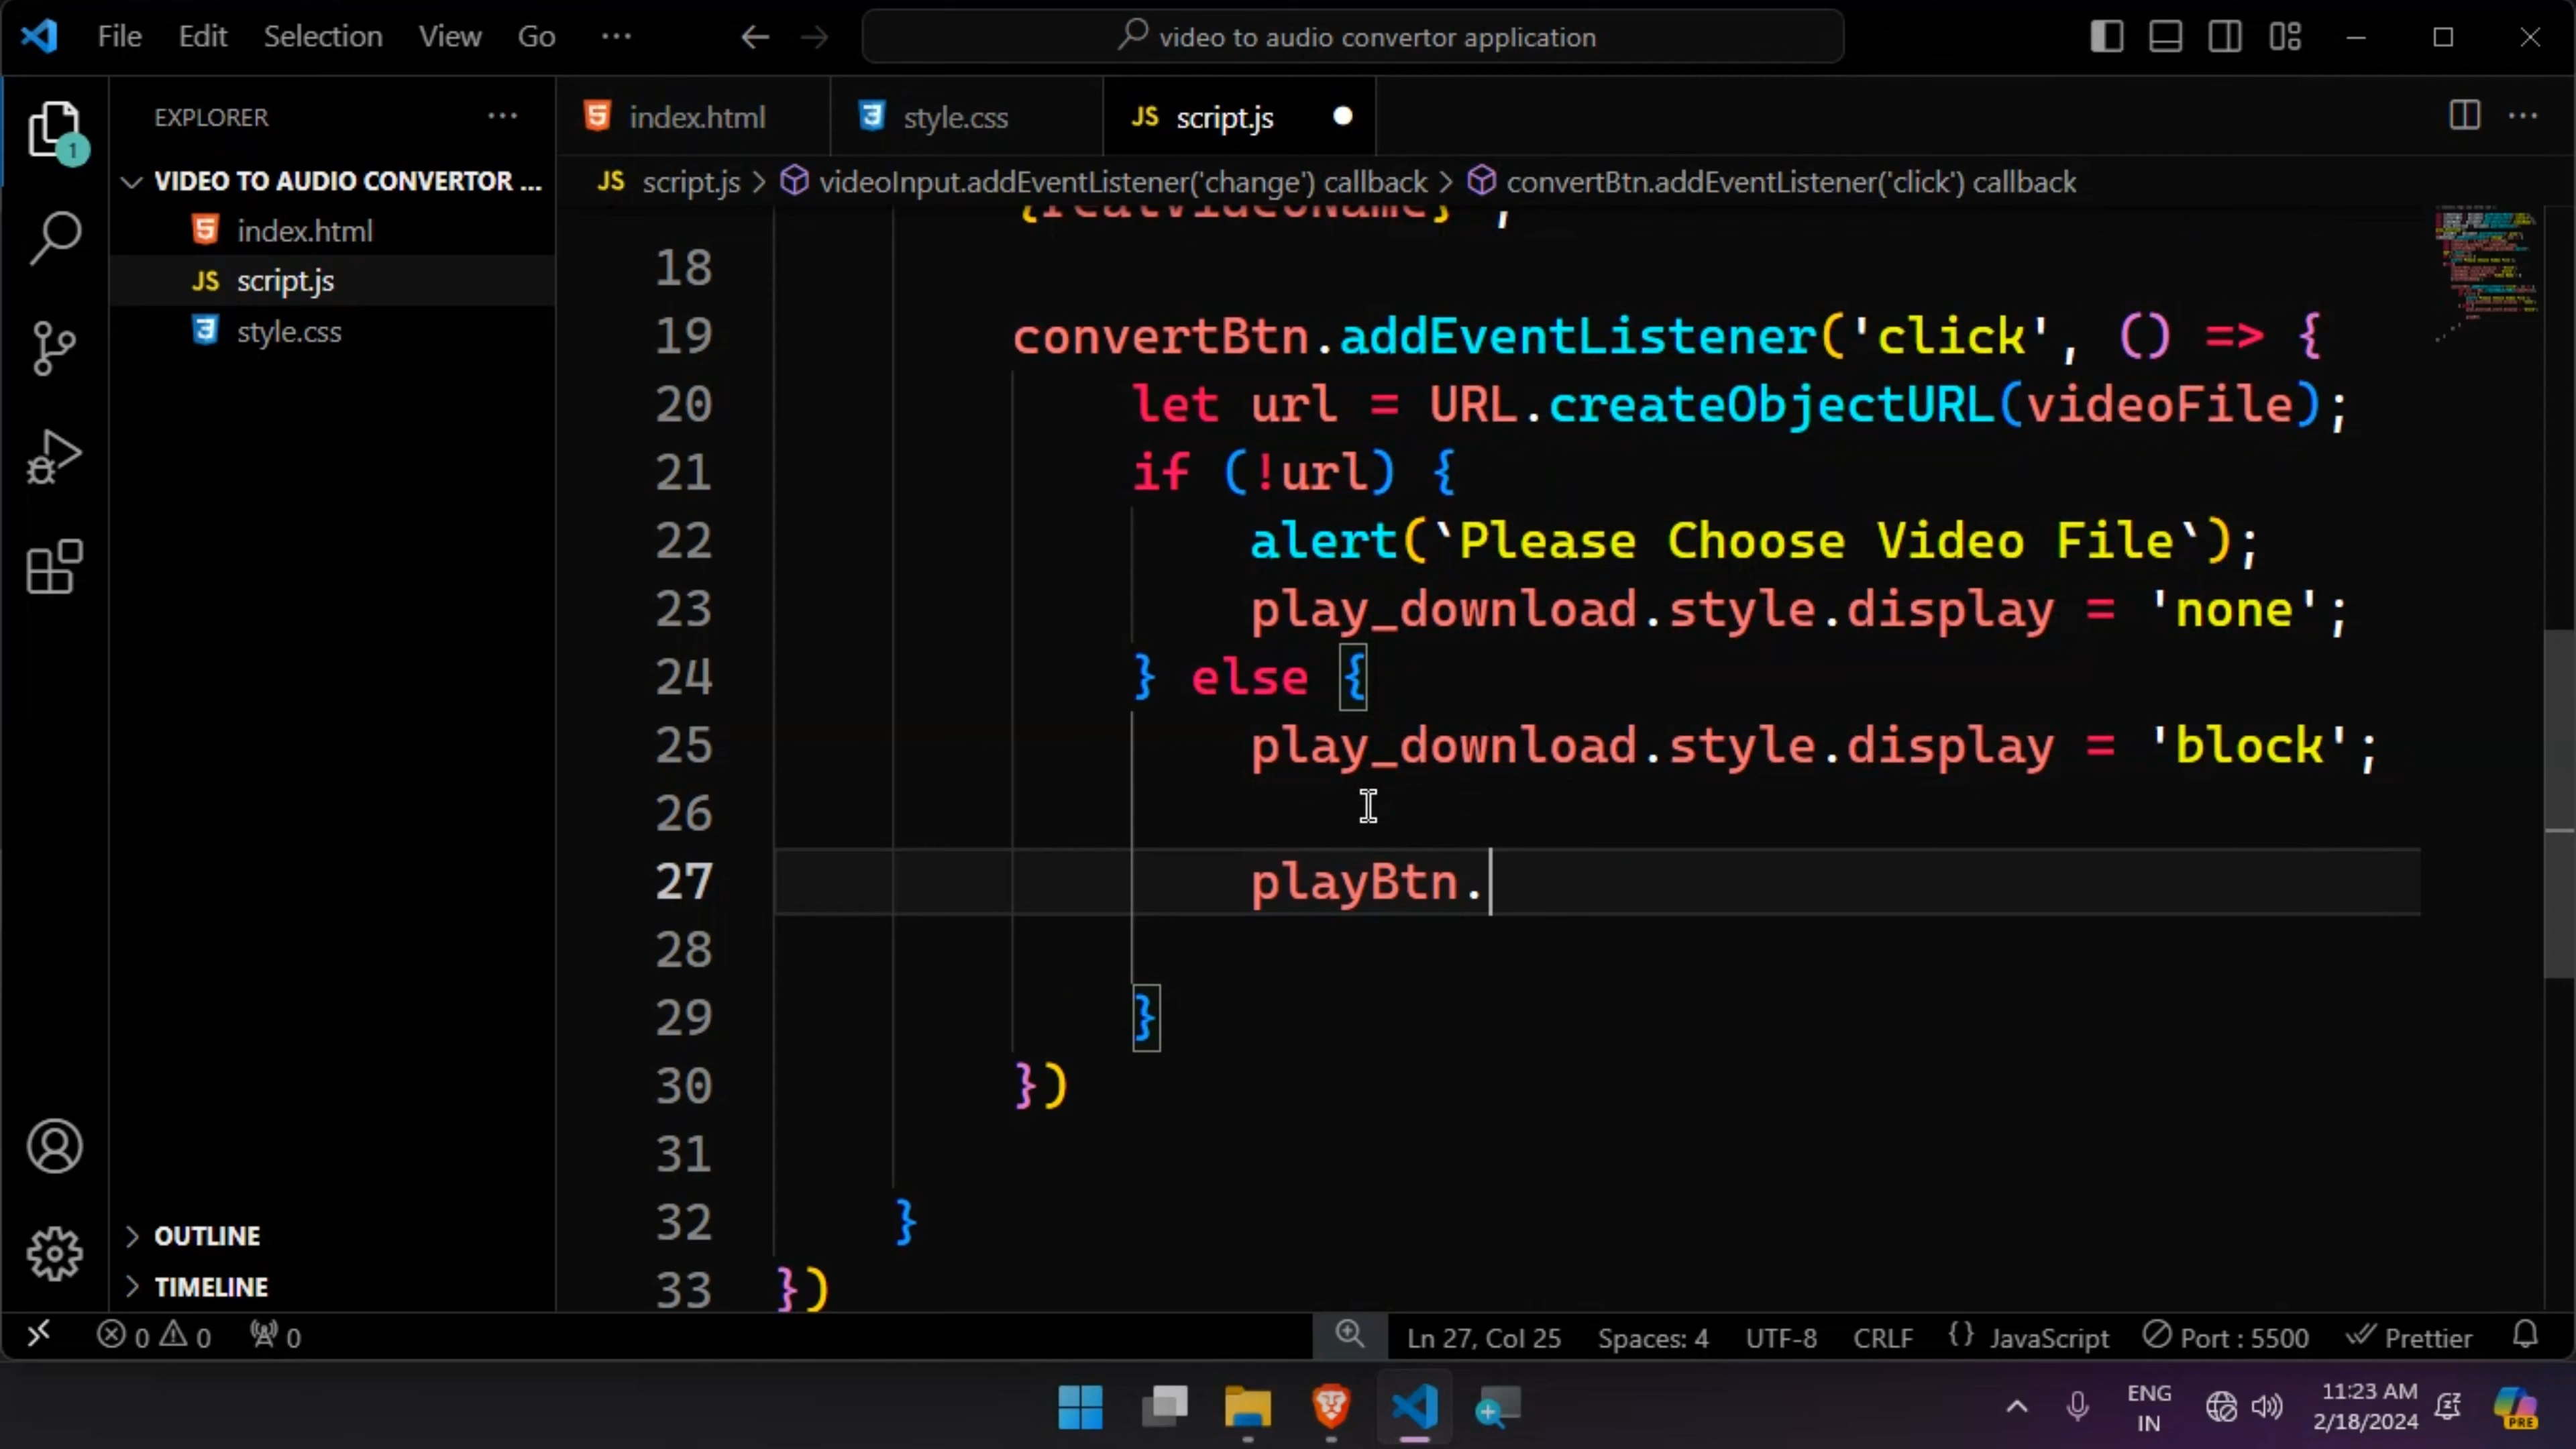 File Edit Selection View Go ··· video to audio convertor application
EXPLORER ···
index.html style.css JS script.js ···
VIDEO TO AUDIO CONVERTOR ...
JS script.js > videoInput.addEventListener('change') callback > convertBtn.addEventListener('click') callback
index.html
JS script.js
style.css
{realVideoName}`;
18
19 convertBtn.addEventListener('click', () => {
20 let url = URL.createObjectURL(videoFile);
21 if (!url) {
22 alert(`Please Choose Video File`);
23 play_download.style.display = 'none';
24 } else {
25 play_download.style.display = 'block';
26
27 playBtn.
28
29 }
30 })
31
32 }
33 })
1
OUTLINE
TIMELINE
0 0 0 Ln 27, Col 25 Spaces: 4 UTF-8 CRLF {} JavaScript Port : 5500 Prettier
ENG
IN
11:23 AM
2/18/2024
PRE